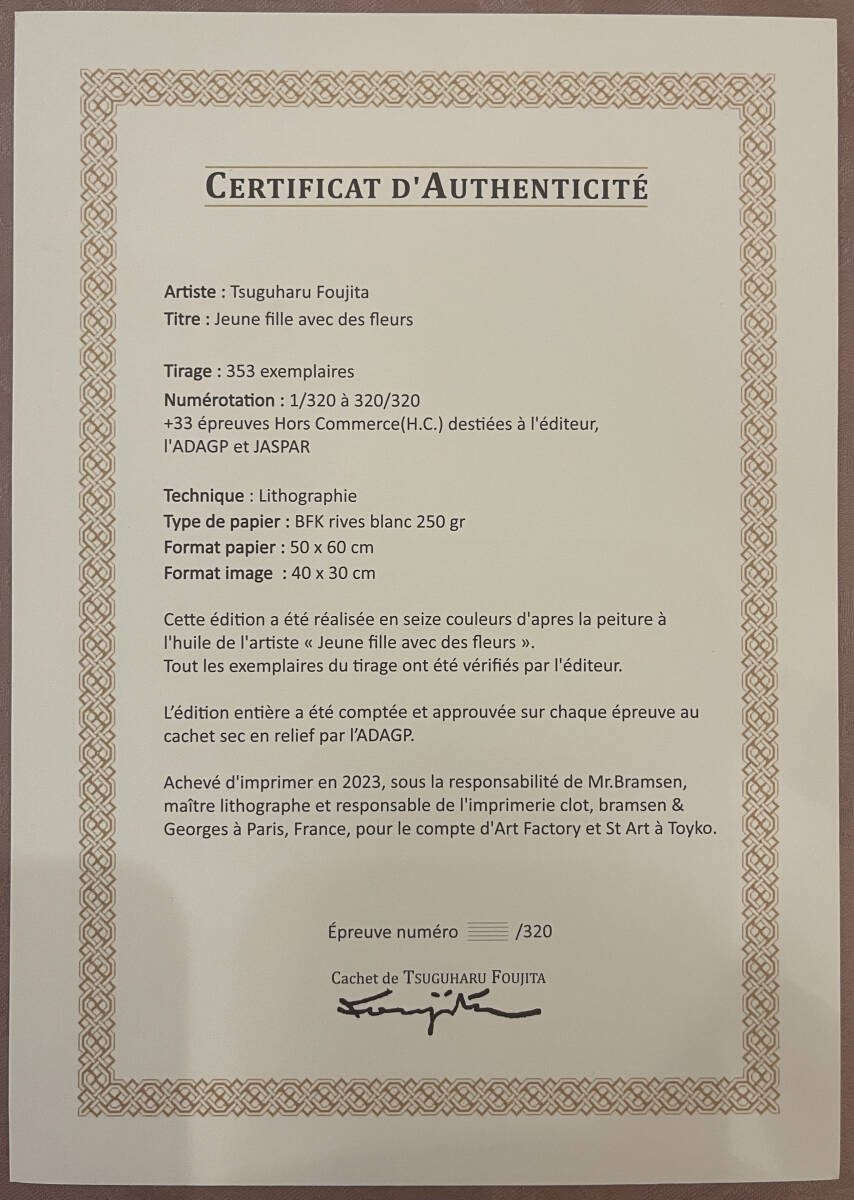 CERTIFICAT D'AUTHENTICITÉ
Artiste : Tsuguharu Foujita
Titre : Jeune fille avec des fleurs
Tirage : 353 exemplaires
Numérotation : 1/320 à 320/320
+33 épreuves Hors Commerce(H.C.) destiées à l'éditeur,
l'ADAGP et JASPAR
Technique : Lithographie
Type de papier : BFK rives blanc 250 gr
Format papier : 50 x 60 cm
Format image : 40 x 30 cm
Cette édition a été réalisée en seize couleurs d'apres la peiture à
l'huile de l'artiste « Jeune fille avec des fleurs ».
Tout les exemplaires du tirage ont été vérifiés par l'éditeur.
L’édition entière a été comptée et approuvée sur chaque épreuve au
cachet sec en relief par l’ADAGP.
Achevé d'imprimer en 2023, sous la responsabilité de Mr.Bramsen,
maître lithographe et responsable de l'imprimerie clot, bramsen &
Georges à Paris, France, pour le compte d'Art Factory et St Art à Toyko.
Épreuve numéro /320
Cachet de TSUGUHARU FOUJITA
Foujita